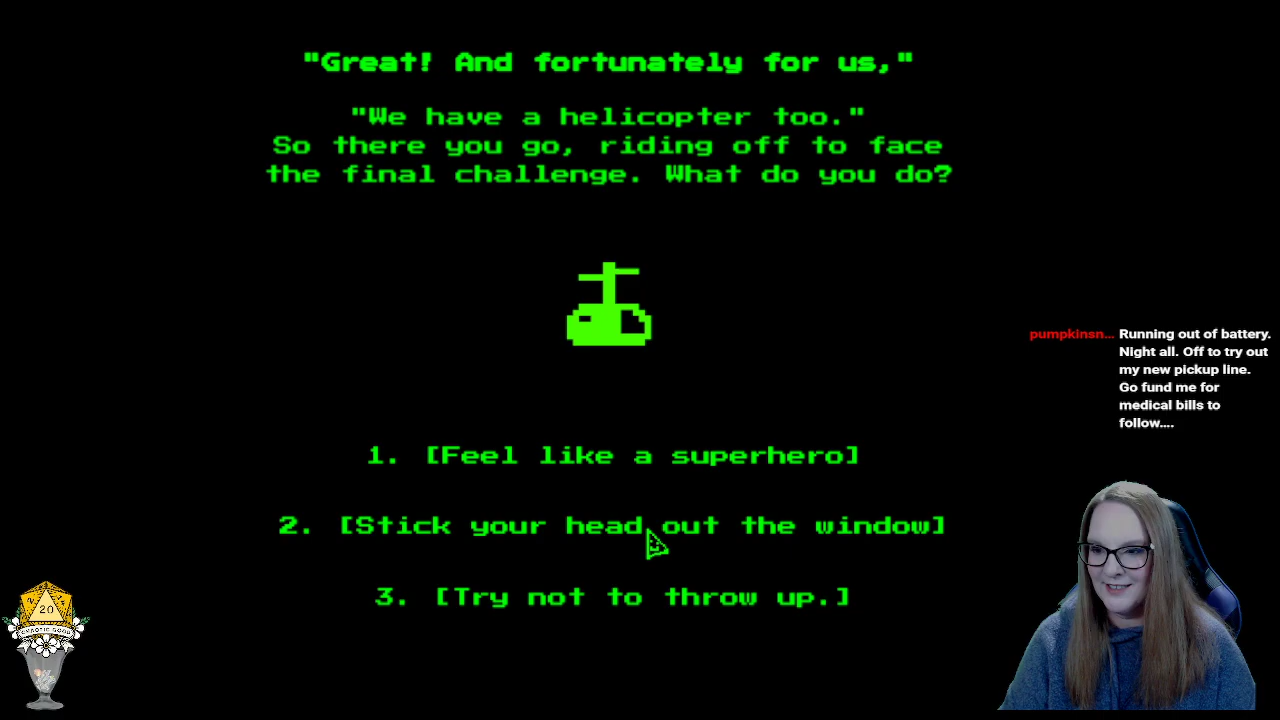 "Great! And fortunately for us,"
"We have a helicopter too."
So there you go, riding off to face
the final challenge. What do you do?
1. [Feel like a superhero]
2. [Stick your head out the window]
3. [Try not to throw up.]
pumpkinsn... Running out of battery.
Night all. Off to try out
my new pickup line.
Go fund me for
medical bills to
follow....
20
CHAOTIC GOOD